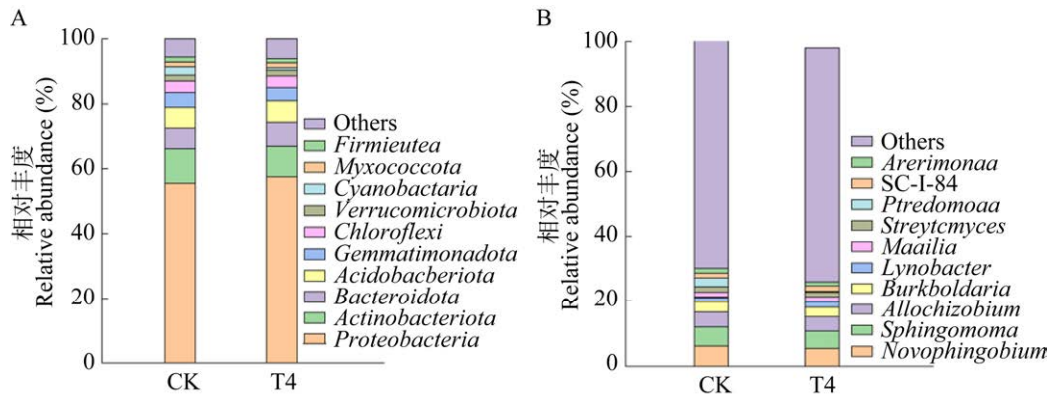 A
相对丰度
Relative abundance (%)
100
80
60
40
20
0
CK
T4
Others
Firmieutea
Myxococcota
Cyanobactaria
Verrucomicrobiota
Chloroflexi
Gemmatimonadota
Acidobacberiota
Bacteroidota
Actinobacteriota
Proteobacteria
B
相对丰度
Relative abundance (%)
100
80
60
40
20
0
CK
T4
Others
Arerimonaa
SC-I-84
Ptredomoaa
Streytcmyces
Maailia
Lynobacter
Burkboldaria
Allochizobium
Sphingomoma
Novophingobium